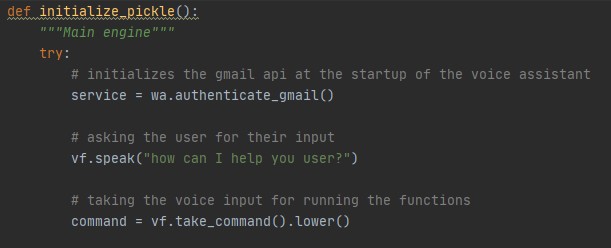 def initialize_pickle():
    """Main engine"""
    try:
        # initializes the gmail api at the startup of the voice assistant
        service = wa.authenticate_gmail()

        # asking the user for their input
        vf.speak("how can I help you user?")

        # taking the voice input for running the functions
        command = vf.take_command().lower()